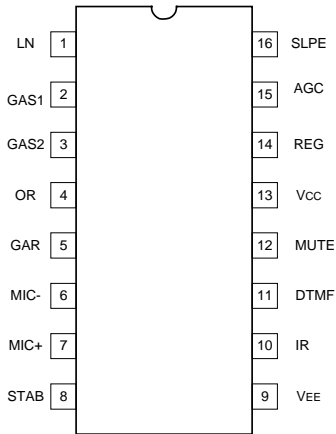 LN 1 16 SLPE
GAS1 2 15 AGC
GAS2 3 14 REG
OR 4 13 VCC
GAR 5 12 MUTE
MIC- 6 11 DTMF
MIC+ 7 10 IR
STAB 8 9 VEE